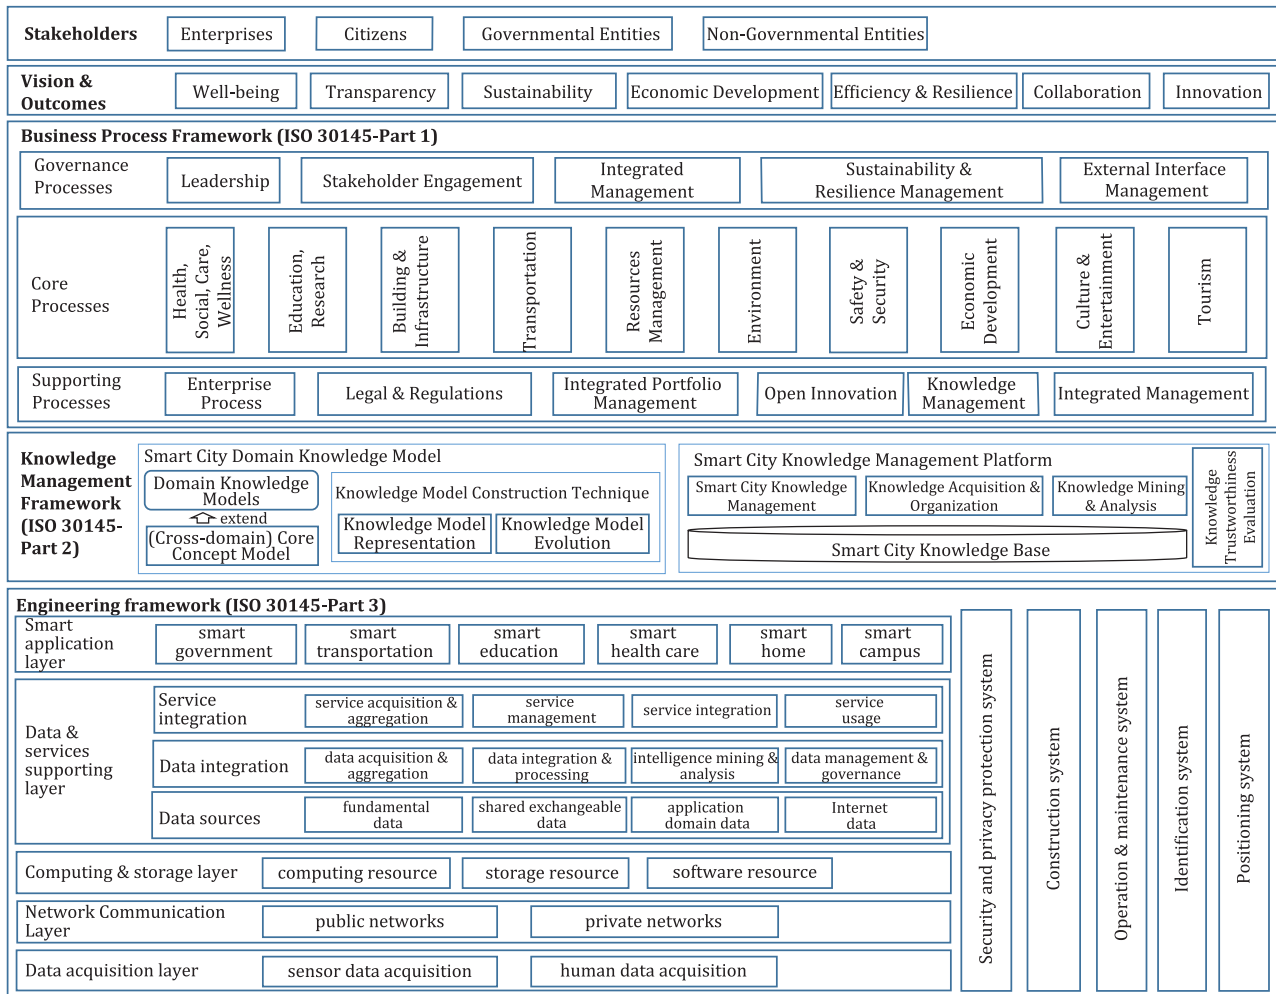 Stakeholders
Enterprises
Citizens
Governmental Entities
Non-Governmental Entities
Vision &
Outcomes
Well-being
Transparency
Sustainability
Economic Development
Efficiency & Resilience
Collaboration
Innovation
Business Process Framework (ISO 30145-Part 1)
Governance
Processes
Leadership
Stakeholder Engagement
Integrated
Management
Sustainability &
Resilience Management
External Interface
Management
Core
Processes
Health,
Social, Care,
Wellness
Education,
Research
Building &
Infrastructure
Transportation
Resources
Management
Environment
Safety &
Security
Economic
Development
Culture &
Entertainment
Tourism
Supporting
Processes
Enterprise
Process
Legal & Regulations
Integrated Portfolio
Management
Open Innovation
Knowledge
Management
Integrated Management
Knowledge
Management
Framework
(ISO 30145-
Part 2)
Smart City Domain Knowledge Model
Domain Knowledge
Models
extend
(Cross-domain) Core
Concept Model
Knowledge Model Construction Technique
Knowledge Model
Representation
Knowledge Model
Evolution
Smart City Knowledge Management Platform
Smart City Knowledge
Management
Knowledge Acquisition &
Organization
Knowledge Mining
& Analysis
Smart City Knowledge Base
Knowledge
Trustworthiness
Evaluation
Engineering framework (ISO 30145-Part 3)
Smart
application
layer
smart
government
smart
transportation
smart
education
smart
health care
smart
home
smart
campus
Data &
services
supporting
layer
Service
integration
service acquisition &
aggregation
service
management
service integration
service
usage
Data integration
data acquisition &
aggregation
data integration &
processing
intelligence mining &
analysis
data management &
governance
Data sources
fundamental
data
shared exchangeable
data
application
domain data
Internet
data
Computing & storage layer
computing resource
storage resource
software resource
Network Communication
Layer
public networks
private networks
Data acquisition layer
sensor data acquisition
human data acquisition
Security and privacy protection system
Construction system
Operation & maintenance system
Identification system
Positioning system